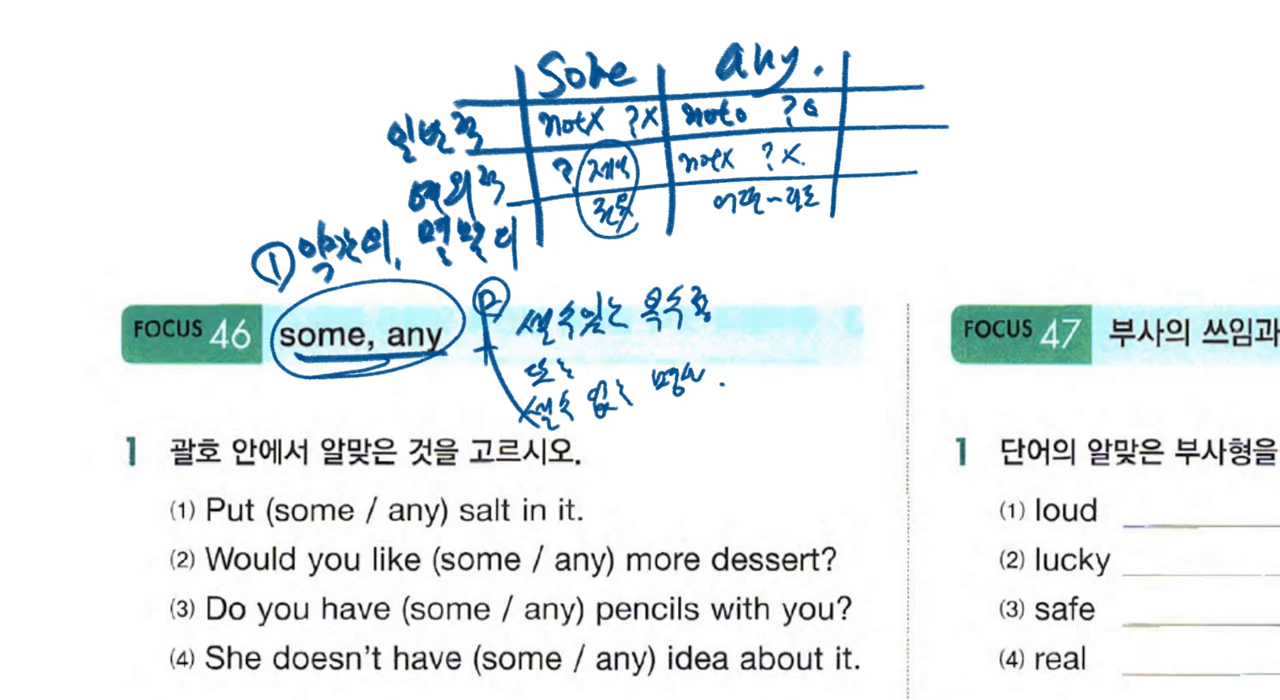 some any.
일반적 not X ? X not o ? o
예외적 ? 제안 not X ? X.
권유 어떤~라도
① 약간의, 몇몇의
FOCUS 46 some, any
② 셀 수 있는 복수형
또는
셀 수 없는 명사.
1 괄호 안에서 알맞은 것을 고르시오.
(1) Put (some / any) salt in it.
(2) Would you like (some / any) more dessert?
(3) Do you have (some / any) pencils with you?
(4) She doesn't have (some / any) idea about it.
FOCUS 47 부사의 쓰임과
1 단어의 알맞은 부사형을
(1) loud
(2) lucky
(3) safe
(4) real